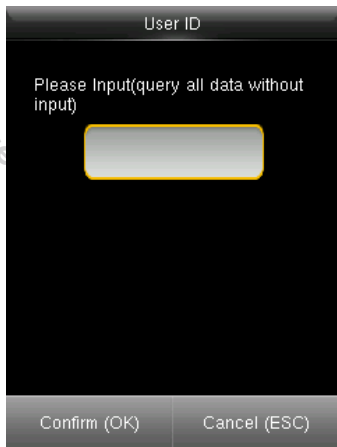 User ID
Please Input(query all data without
input)
Confirm (OK)
Cancel (ESC)